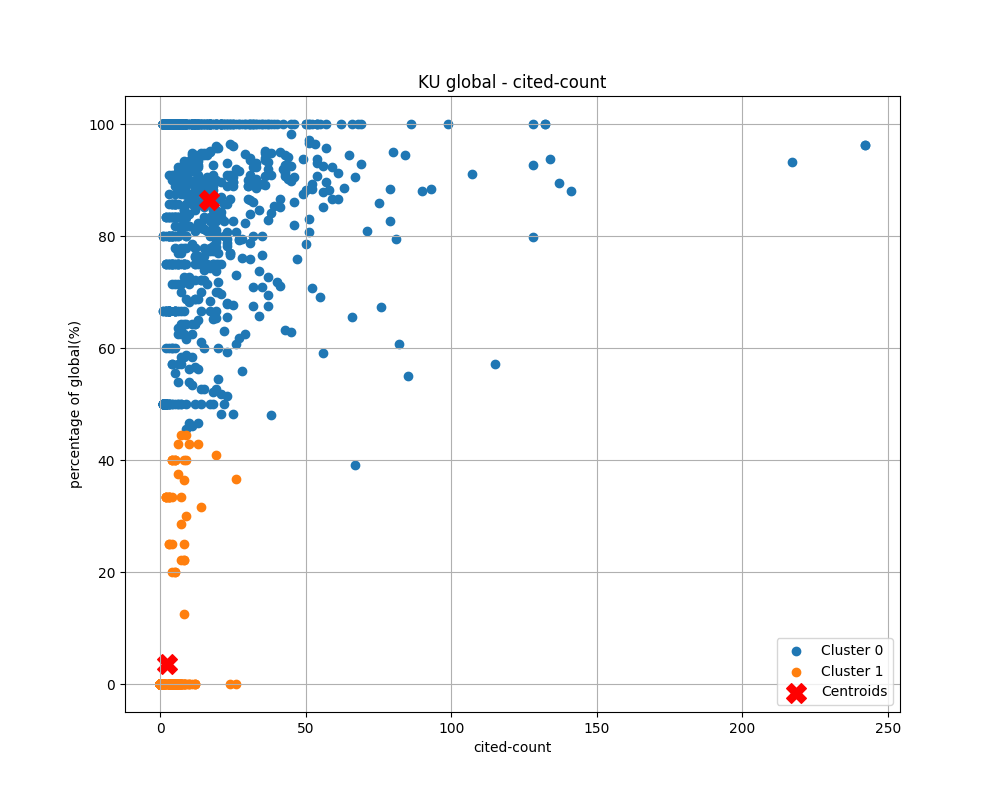 KU global - cited-count
percentage of global(%)
100
80
60
40
20
0
Cluster 0
Cluster 1
Centroids
0 50 100 150 200 250
cited-count